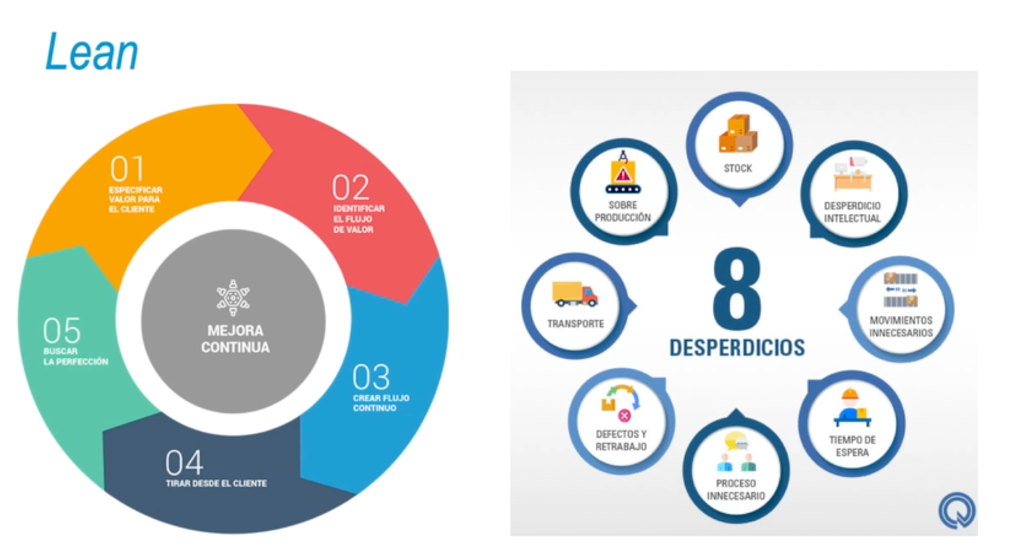 Lean
01
ESPECIFICAR
VALOR PARA
EL CLIENTE
02
IDENTIFICAR
EL FLUJO
DE VALOR
03
CREAR FLUJO
CONTINUO
04
TIRAR DESDE EL CLIENTE
05
BUSCAR
LA PERFECCIÓN
MEJORA
CONTINUA
8
DESPERDICIOS
STOCK
DESPERDICIO
INTELECTUAL
MOVIMIENTOS
INNECESARIOS
TIEMPO DE
ESPERA
PROCESO
INNECESARIO
DEFECTOS Y
RETRABAJO
TRANSPORTE
SOBRE
PRODUCCIÓN